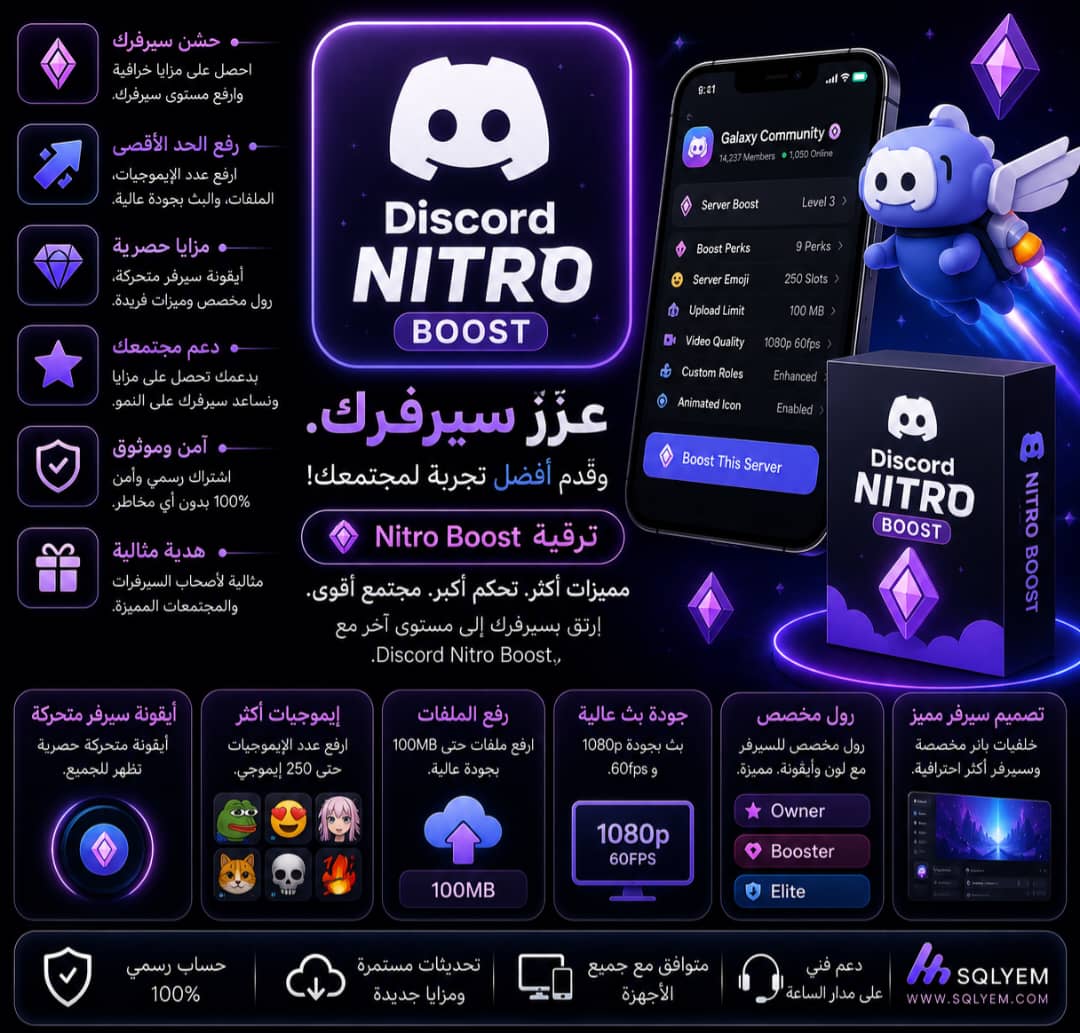 حسّن سيرفرك
احصل على مزايا خرافية
وارفع مستوى سيرفرك.
رفع الحد الأقصى
ارفع عدد الإيموجيات،
الملفات، والبث بجودة عالية.
مزايا حصرية
أيقونة سيرفر متحركة،
رول مخصص وميزات فريدة.
دعم مجتمعك
بدعمك تحصل على مزايا
ونساعد سيرفرك على النمو.
آمن وموثوق
اشتراك رسمي وأمن
100% بدون أي مخاطر.
هدية مثالية
مثالية لأصحاب السيرفرات
والمجتمعات المميزة.
Discord
NITRO
BOOST
عزّز سيرفرك.
وقّدم أفضل تجربة لمجتمعك!
ترقية Nitro Boost
مميزات أكثر. تحكم أكبر. مجتمع أقوى.
إرتق بسيرفرك إلى مستوى آخر مع
Discord Nitro Boost.
Galaxy Community
14,237 Members 1,050 Online
Server Boost Level 3
Boost Perks 9 Perks
Server Emoji 250 Slots
Upload Limit 100 MB
Video Quality 1080p 60fps
Custom Roles Enhanced
Animated Icon Enabled
Boost This Server
Discord
NITRO
BOOST
NITRO BOOST
تصميم سيرفر مميز
خلفيات بانر مخصصة
وسيرفر أكثر احترافية.
رول مخصص
رول مخصص للسيرفر
مع لون وأيقونة. مميزة.
Owner
Booster
Elite
جودة بث عالية
بث بجودة 1080p
و 60fps.
1080p
60FPS
رفع الملفات
ارفع ملفات حتى 100MB
بجودة عالية.
100MB
إيموجيات أكثر
ارفع عدد الإيموجيات
حتى 250 إيموجي.
أيقونة سيرفر متحركة
أيقونة متحركة حصرية
تظهر للجميع.
SQLYEM
WWW.SQLYEM.COM
دعم فني
على مدار الساعة
متوافق مع جميع
الأجهزة
تحديثات مستمرة
ومزايا جديدة
حساب رسمي
100%